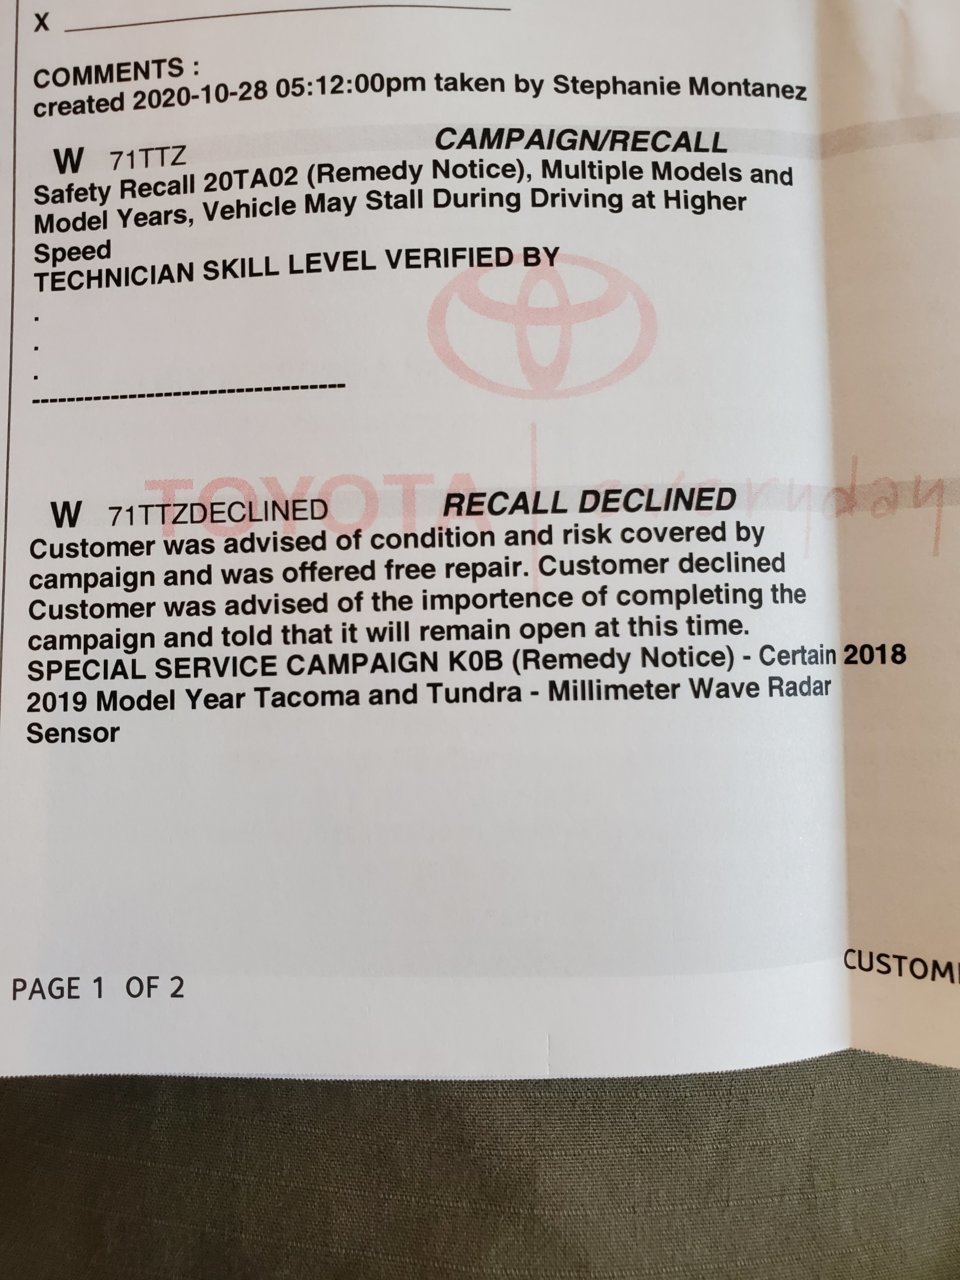 X
COMMENTS :
created 2020-10-28 05:12:00pm taken by Stephanie Montanez
W 71TTZ CAMPAIGN/RECALL
Safety Recall 20TA02 (Remedy Notice), Multiple Models and
Model Years, Vehicle May Stall During Driving at Higher
Speed
TECHNICIAN SKILL LEVEL VERIFIED BY
.
.
.
-----------------------------------
TOYOTA | everyday
W 71TTZDECLINED RECALL DECLINED
Customer was advised of condition and risk covered by
campaign and was offered free repair. Customer declined
Customer was advised of the importence of completing the
campaign and told that it will remain open at this time.
SPECIAL SERVICE CAMPAIGN K0B (Remedy Notice) - Certain 2018
2019 Model Year Tacoma and Tundra - Millimeter Wave Radar
Sensor
PAGE 1 OF 2
CUSTOM